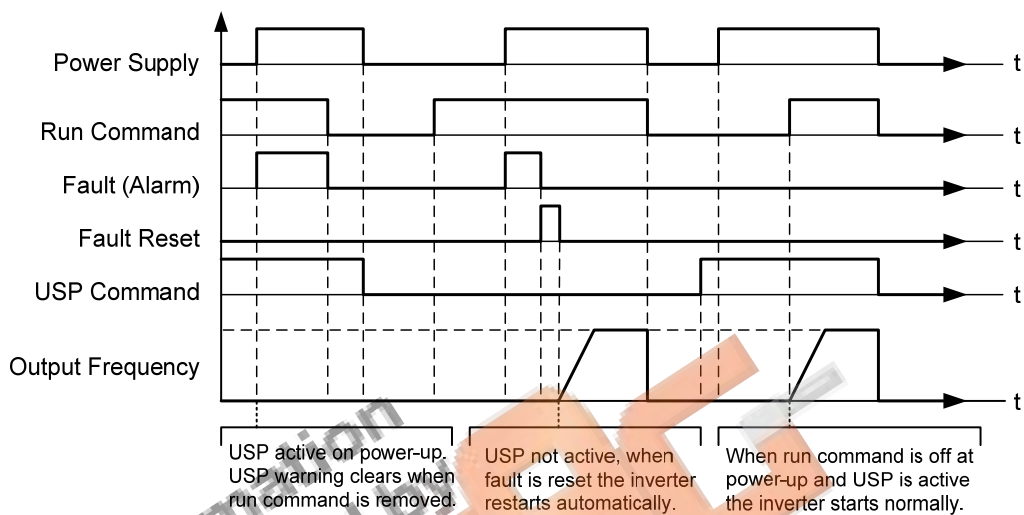 Power Supply
t
Run Command
t
Fault (Alarm)
t
Fault Reset
t
USP Command
t
Output Frequency
t
USP active on power-up.
USP warning clears when
run command is removed.
USP not active, when
fault is reset the inverter
restarts automatically.
When run command is off at
power-up and USP is active
the inverter starts normally.